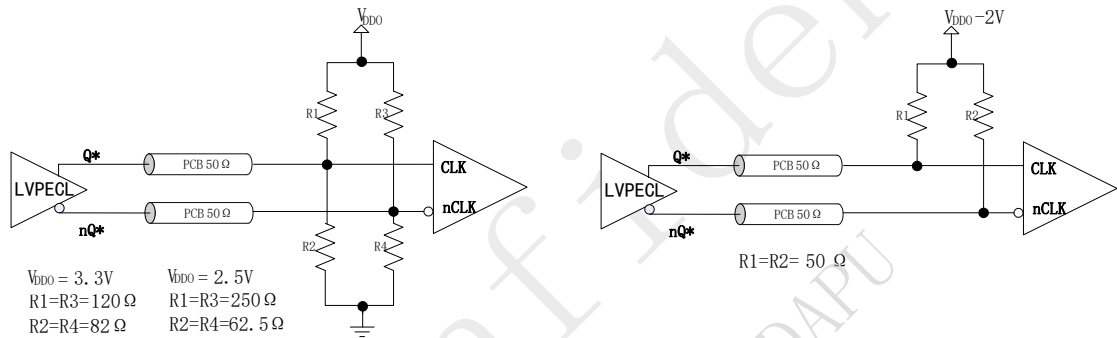 VDDO
R1
R3
LVPECL
Q*
PCB 50 Ω
CLK
nQ*
PCB 50 Ω
nCLK
R2
R4
VDDO = 3. 3V
R1=R3=120 Ω
R2=R4=82 Ω
VDDO = 2. 5V
R1=R3=250 Ω
R2=R4=62. 5 Ω
VDDO-2V
R1
R2
LVPECL
Q*
PCB 50 Ω
CLK
nQ*
PCB 50 Ω
nCLK
R1=R2= 50 Ω
nfider
DAPU